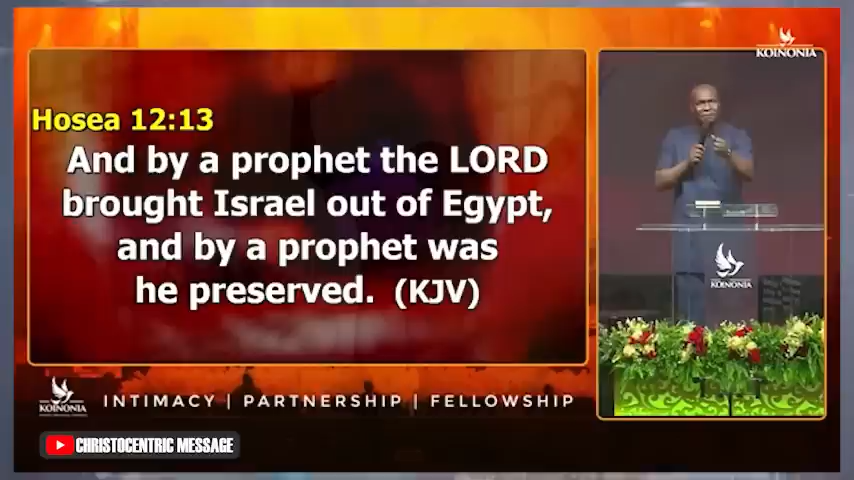 KOINONIA
Hosea 12:13
And by a prophet the LORD
brought Israel out of Egypt,
and by a prophet was
he preserved. (KJV)
KOINONIA
KOINONIA
INTIMACY | PARTNERSHIP | FELLOWSHIP
CHRISTOCENTRIC MESSAGE